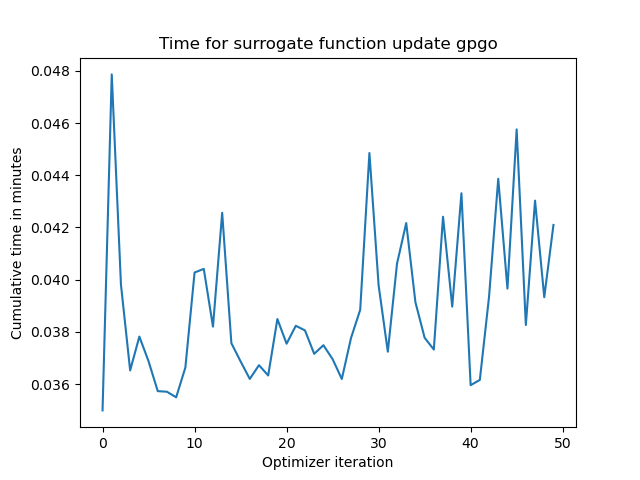 Time for surrogate function update gpgo
0.048
0.046
0.044
0.042
0.040
0.038
0.036
Cumulative time in minutes
0 10 20 30 40 50
Optimizer iteration